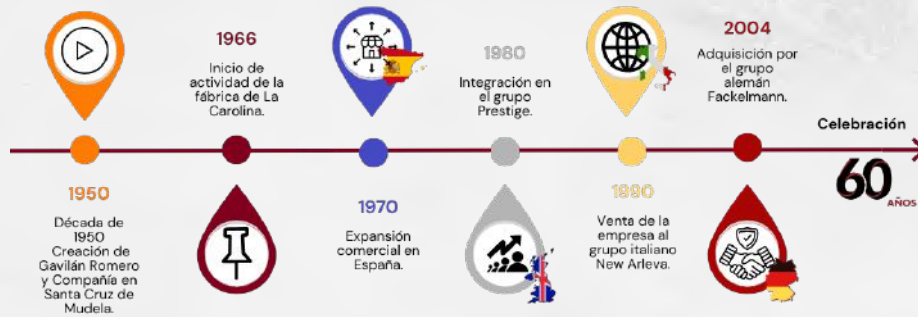 1950
Década de
1950
Creación de
Gavilán Romero
y Compañía en
Santa Cruz de
Mudela.
1966
Inicio de
actividad de la
fábrica de La
Carolina.
1970
Expansión
comercial en
España.
1980
Integración en
el grupo
Prestige.
1990
Venta de la
empresa al
grupo italiano
New Arleva.
2004
Adquisición por
el grupo
alemán
Fackelmann.
Celebración
60
AÑOS